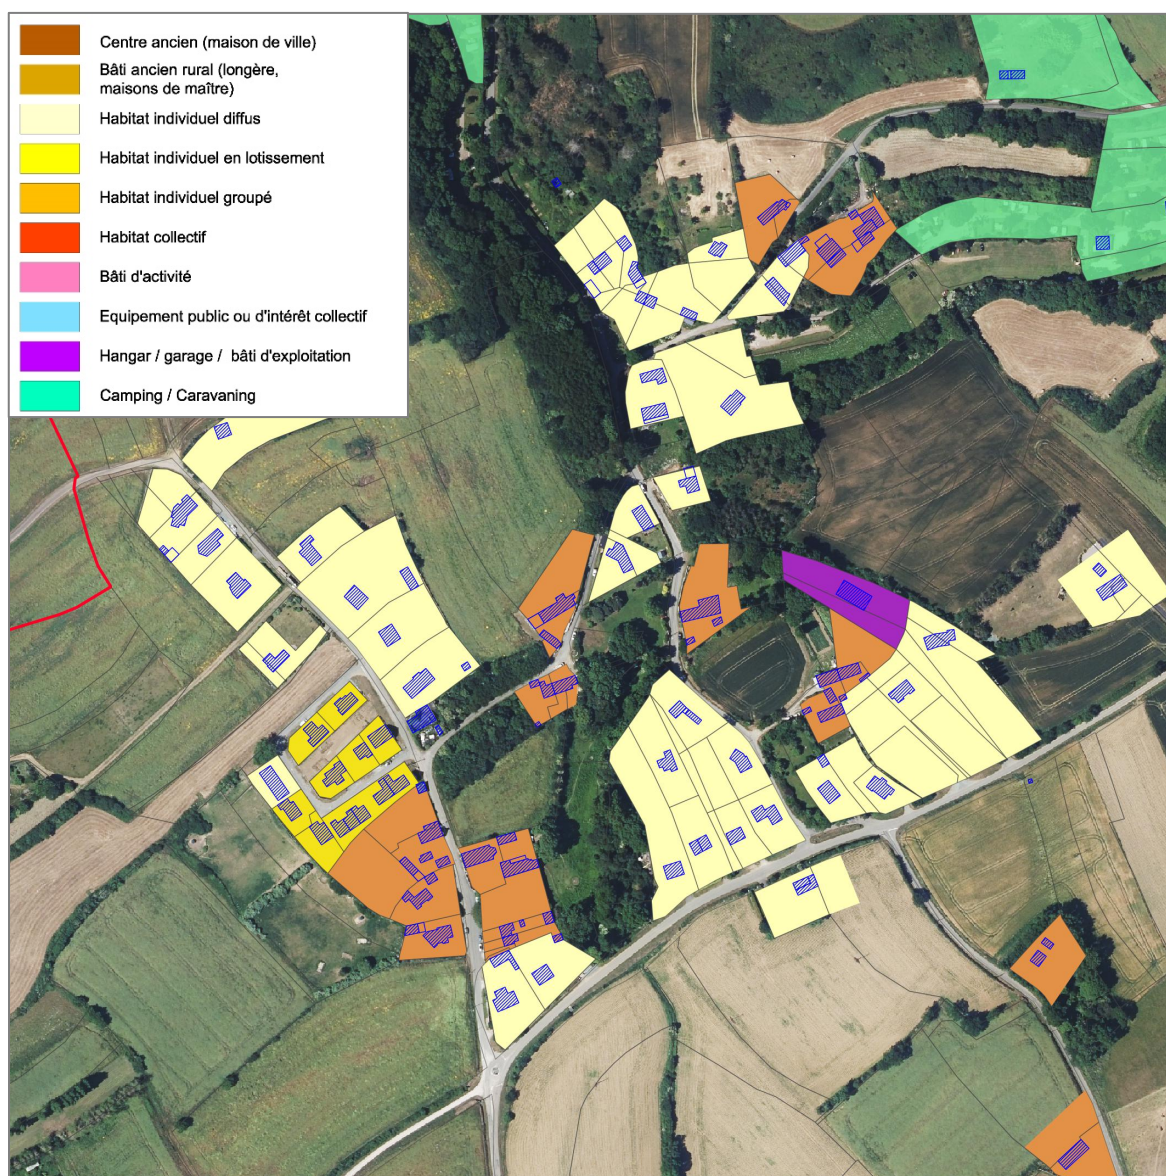 Centre ancien (maison de ville)
Bâti ancien rural (longère,
maisons de maître)
Habitat individuel diffus
Habitat individuel en lotissement
Habitat individuel groupé
Habitat collectif
Bâti d'activité
Equipement public ou d'intérêt collectif
Hangar / garage / bâti d'exploitation
Camping / Caravaning